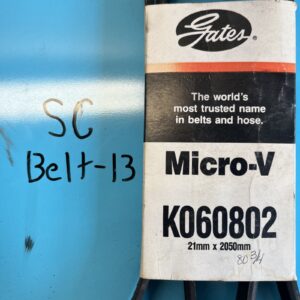 SC
Belt-13
Gates®
The world's
most trusted name
in belts and hose.
Micro-V
K060802
21mm x 2050mm
80 3/4